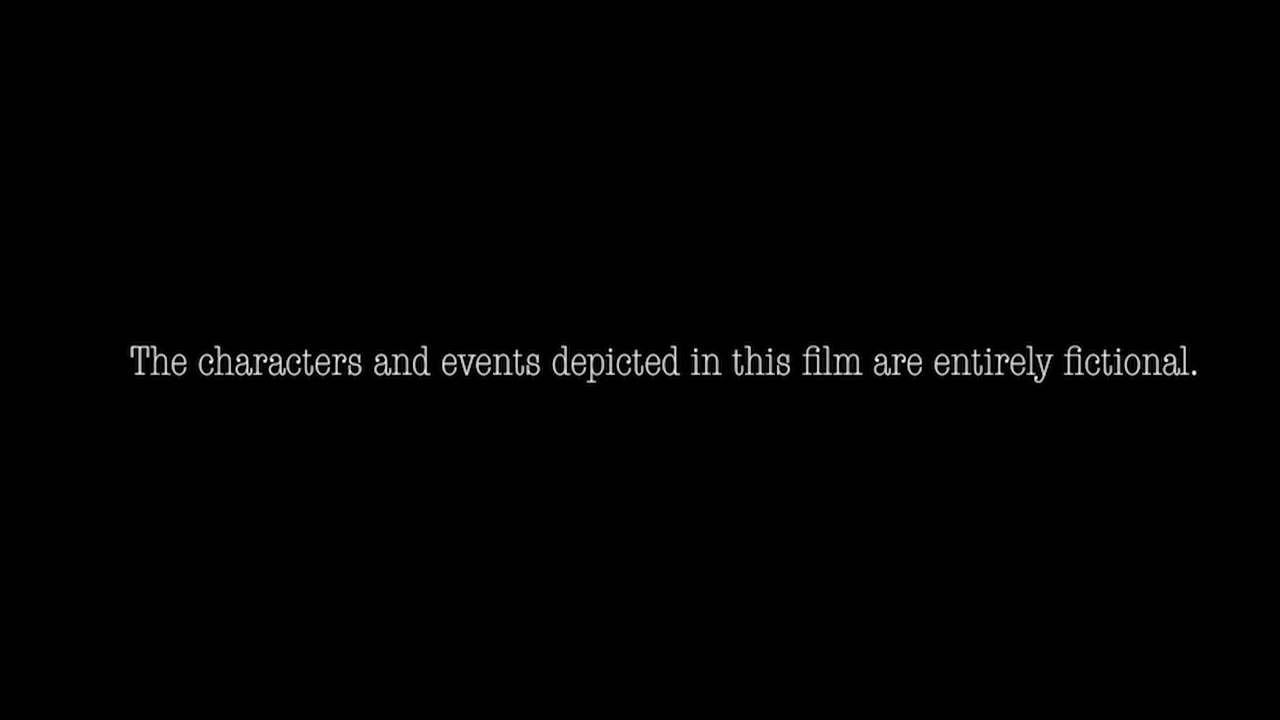 The characters and events depicted in this film are entirely fictional.